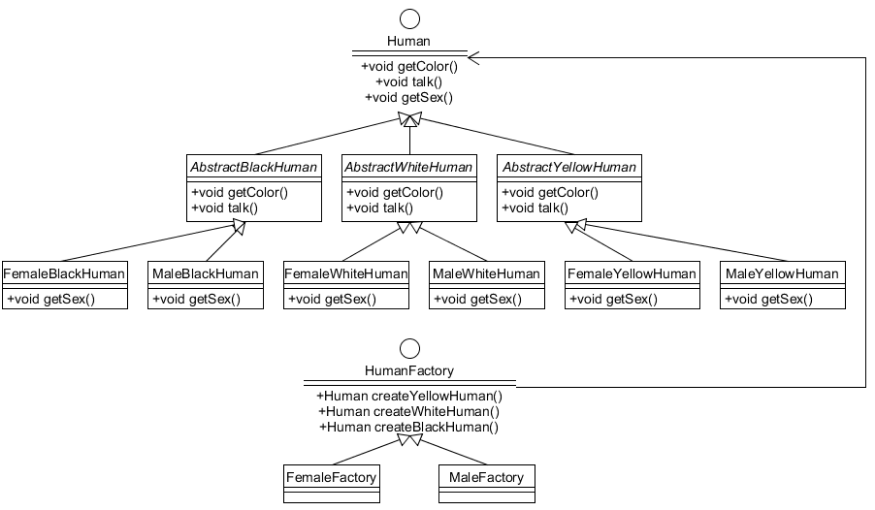 Human
+void getColor()
+void talk()
+void getSex()
AbstractBlackHuman
+void getColor()
+void talk()
AbstractWhiteHuman
+void getColor()
+void talk()
AbstractYellowHuman
+void getColor()
+void talk()
FemaleBlackHuman
+void getSex()
MaleBlackHuman
+void getSex()
FemaleWhiteHuman
+void getSex()
MaleWhiteHuman
+void getSex()
FemaleYellowHuman
+void getSex()
MaleYellowHuman
+void getSex()
HumanFactory
+Human createYellowHuman()
+Human createWhiteHuman()
+Human createBlackHuman()
FemaleFactory
MaleFactory